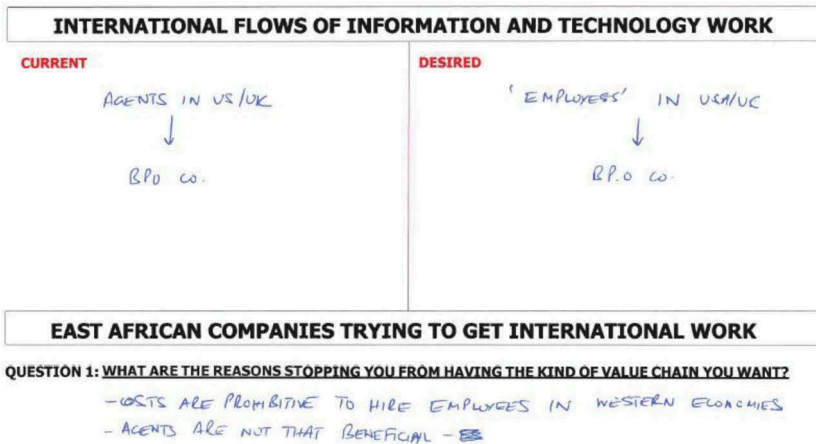 INTERNATIONAL FLOWS OF INFORMATION AND TECHNOLOGY WORK
CURRENT
AGENTS IN US/UK
BPO co.
DESIRED
'EMPLOYEES' IN USA/UC
BP.O co.
EAST AFRICAN COMPANIES TRYING TO GET INTERNATIONAL WORK
QUESTION 1: WHAT ARE THE REASONS STOPPING YOU FROM HAVING THE KIND OF VALUE CHAIN YOU WANT?
- COSTS ARE PROHIBITIVE TO HIRE EMPLOYEES IN WESTERN ECONOMIES
- AGENTS ARE NOT THAT BENEFICIAL -